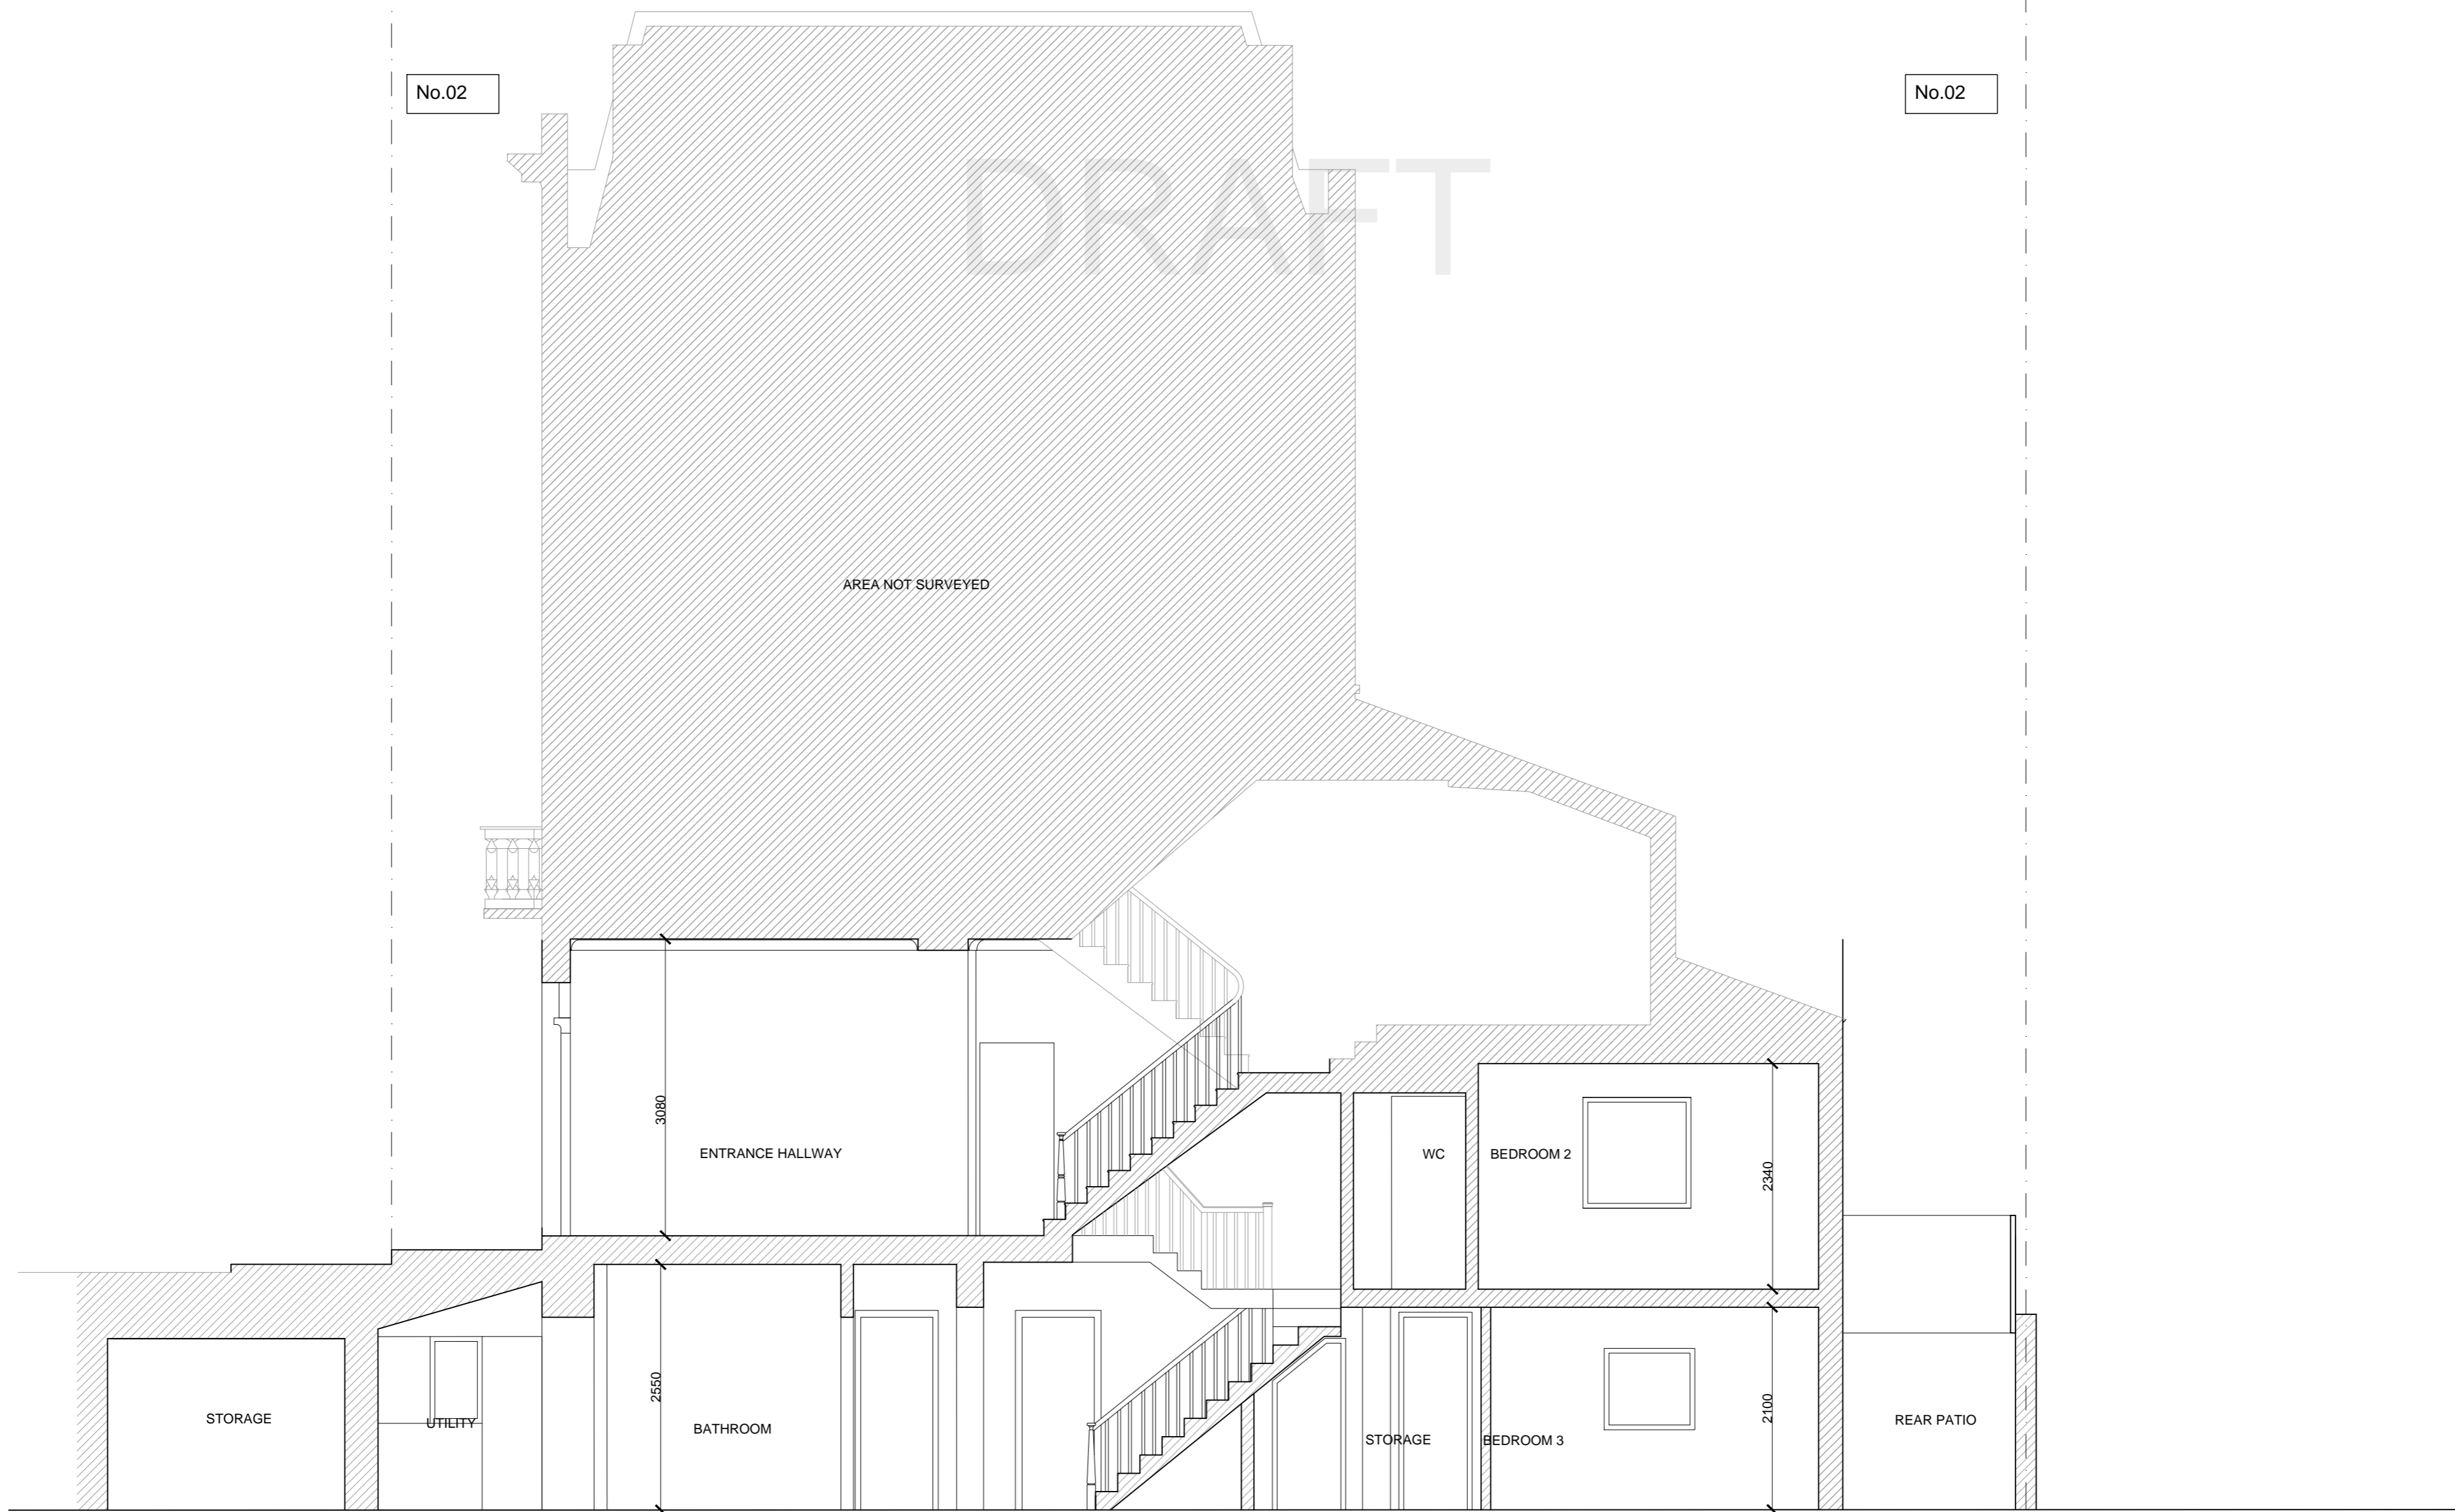 No.02
No.02
DRAFT
AREA NOT SURVEYED
3080
ENTRANCE HALLWAY
WC
BEDROOM 2
2340
2550
2100
STORAGE
UTILITY
BATHROOM
STORAGE
BEDROOM 3
REAR PATIO